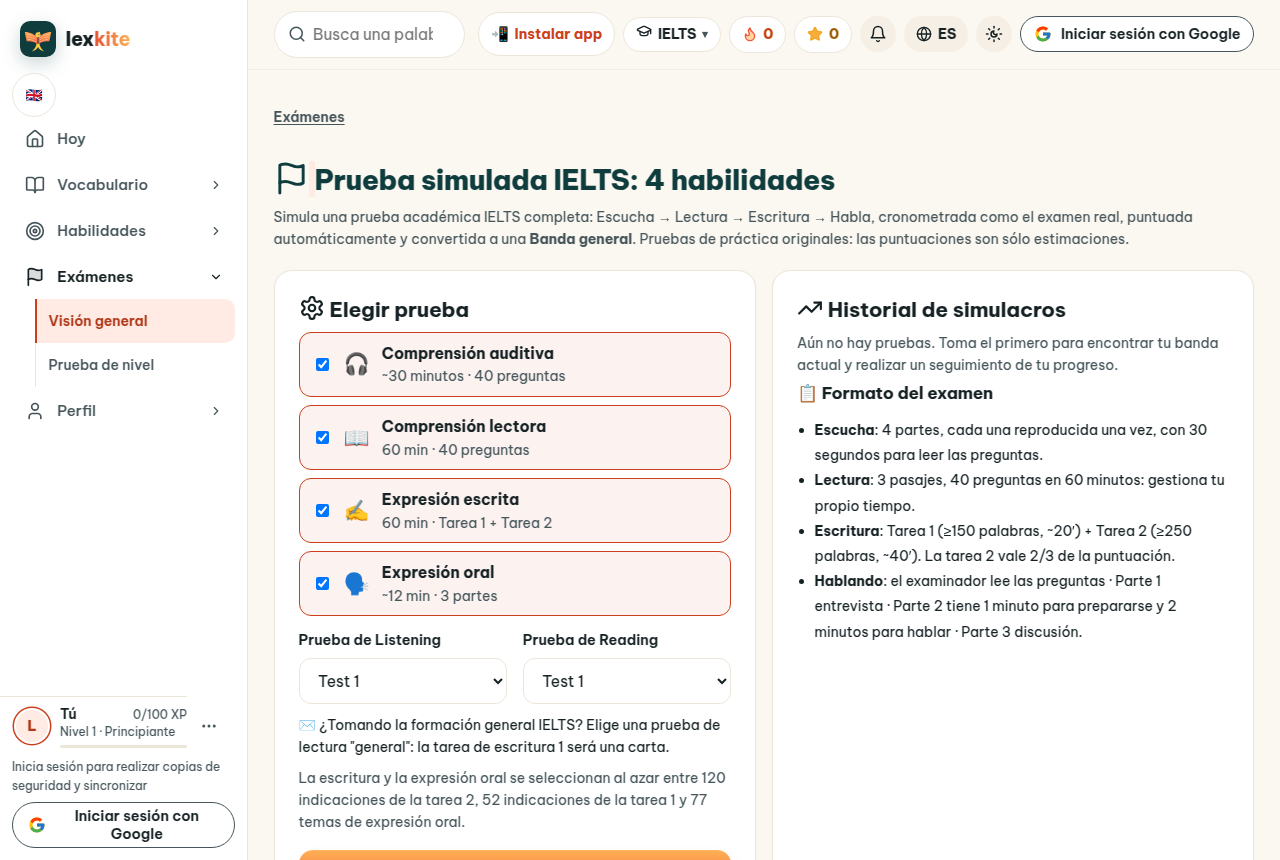 lexkite
Hoy
Vocabulario
Habilidades
Exámenes
Visión general
Prueba de nivel
Perfil
L
Tú
0/100 XP
Nivel 1 · Principiante
Inicia sesión para realizar copias de
seguridad y sincronizar
Iniciar sesión con
Google
Busca una palab
Instalar app
IELTS ▾
0
0
ES
Iniciar sesión con Google
Exámenes
Prueba simulada IELTS: 4 habilidades
Simula una prueba académica IELTS completa: Escucha → Lectura → Escritura → Habla, cronometrada como el examen real, puntuada
automáticamente y convertida a una Banda general. Pruebas de práctica originales: las puntuaciones son sólo estimaciones.
Elegir prueba
Comprensión auditiva
~30 minutos · 40 preguntas
Comprensión lectora
60 min · 40 preguntas
Expresión escrita
60 min · Tarea 1 + Tarea 2
Expresión oral
~12 min · 3 partes
Prueba de Listening
Prueba de Reading
Test 1
Test 1
✉️ ¿Tomando la formación general IELTS? Elige una prueba de
lectura "general": la tarea de escritura 1 será una carta.
La escritura y la expresión oral se seleccionan al azar entre 120
indicaciones de la tarea 2, 52 indicaciones de la tarea 1 y 77
temas de expresión oral.
Historial de simulacros
Aún no hay pruebas. Toma el primero para encontrar tu banda
actual y realizar un seguimiento de tu progreso.
📋 Formato del examen
• Escucha: 4 partes, cada una reproducida una vez, con 30
segundos para leer las preguntas.
• Lectura: 3 pasajes, 40 preguntas en 60 minutos: gestiona tu
propio tiempo.
• Escritura: Tarea 1 (≥150 palabras, ~20′) + Tarea 2 (≥250
palabras, ~40′). La tarea 2 vale 2/3 de la puntuación.
• Hablando: el examinador lee las preguntas · Parte 1
entrevista · Parte 2 tiene 1 minuto para prepararse y 2
minutos para hablar · Parte 3 discusión.